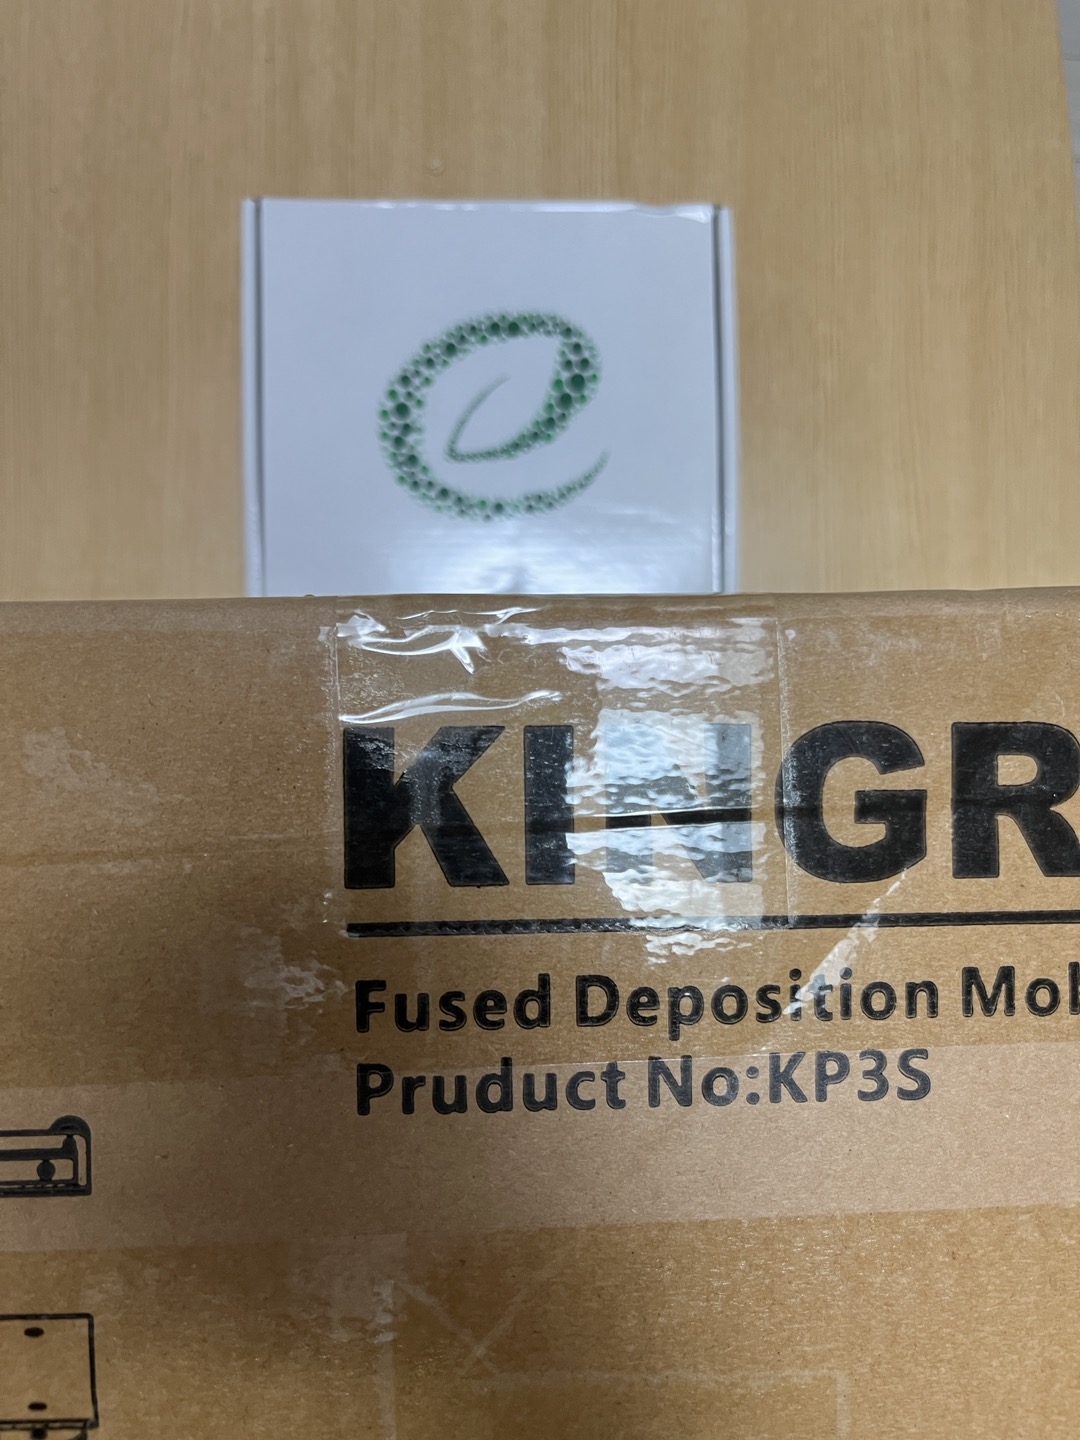 e
KINGR
Fused Deposition Mol
Pruduct No:KP3S